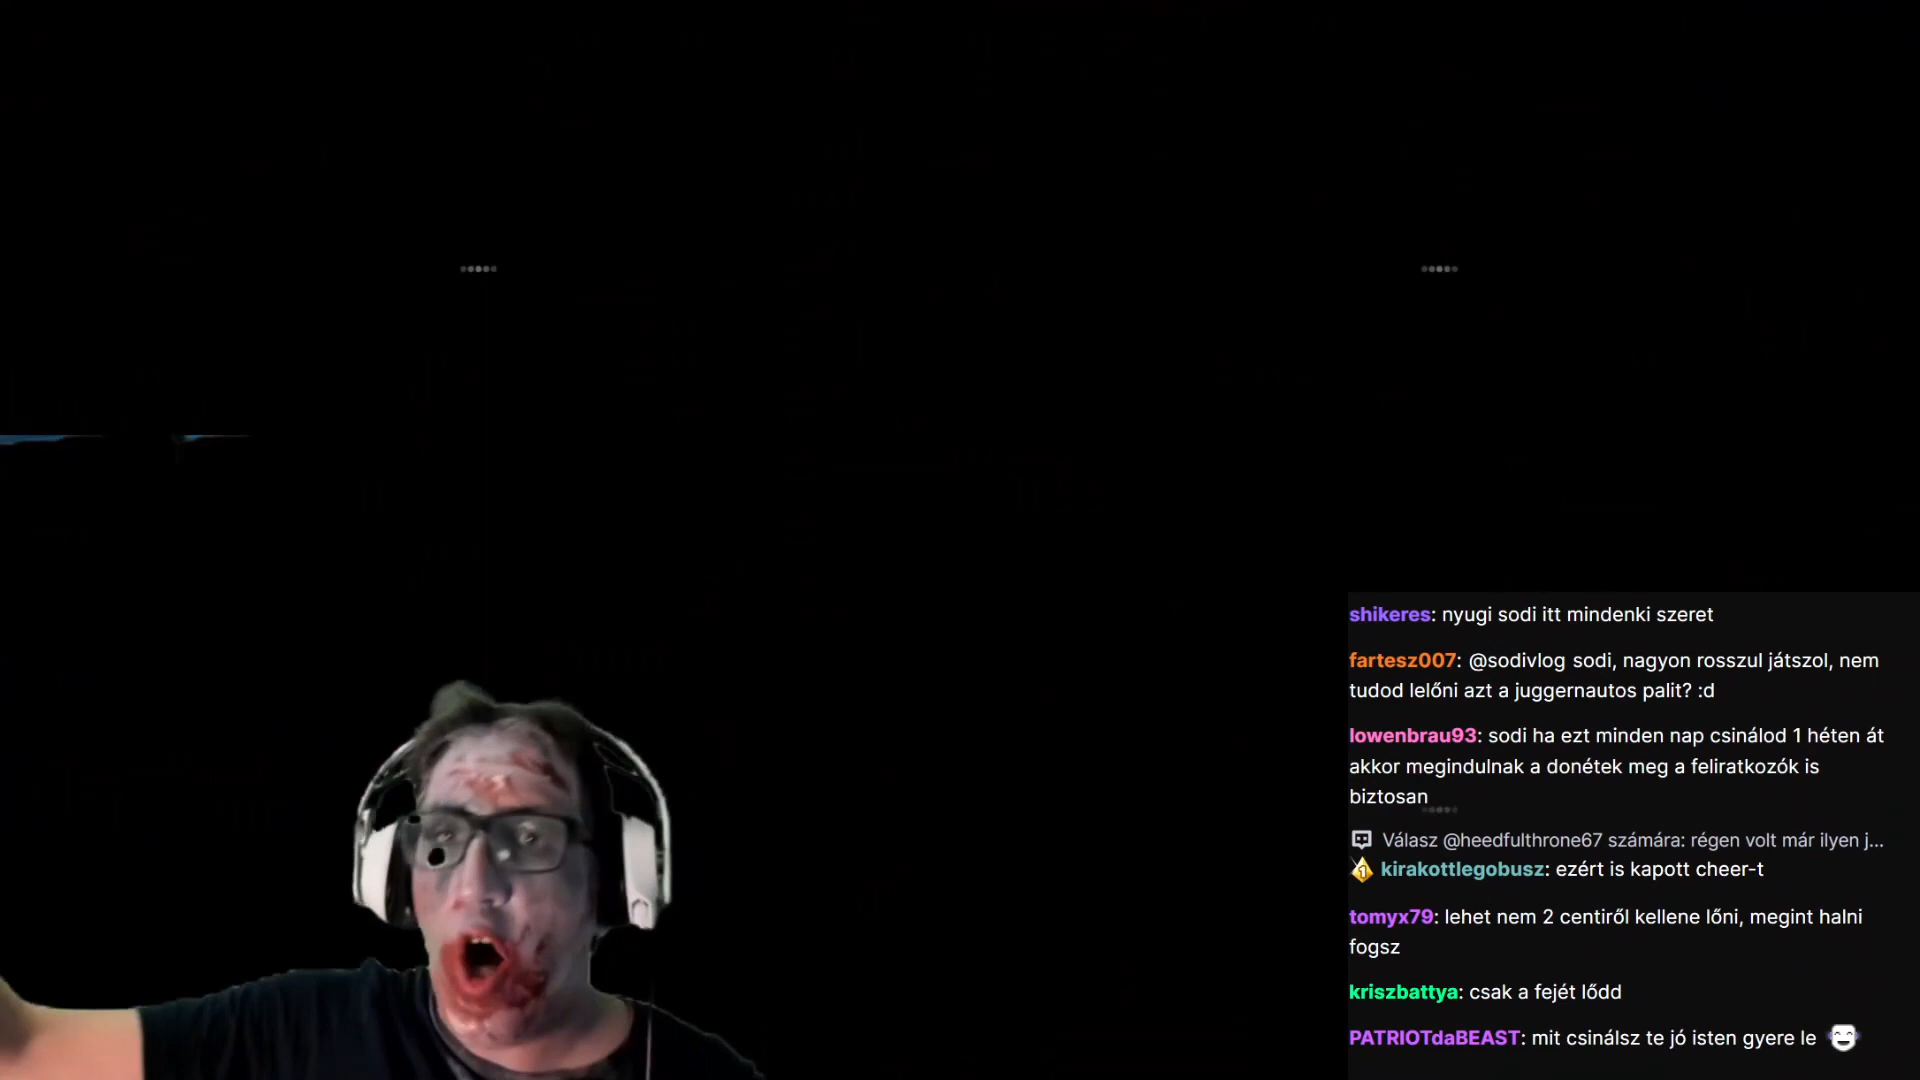 shikeres: nyugi sodi itt mindenki szeret
fartesz007: @sodivlog sodi, nagyon rosszul játszol, nem
tudod lelőni azt a juggernautos palit? :d
lowenbrau93: sodi ha ezt minden nap csinálod 1 héten át
akkor megindulnak a donétek meg a feliratkozók is
biztosan
Válasz @heedfulthrone67 számára: régen volt már ilyen j...
1 kirakottlegobusz: ezért is kapott cheer-t
tomyx79: lehet nem 2 centiről kellene lőni, megint halni
fogsz
kriszbattya: csak a fejét lődd
PATRIOTdaBEAST: mit csinálsz te jó isten gyere le